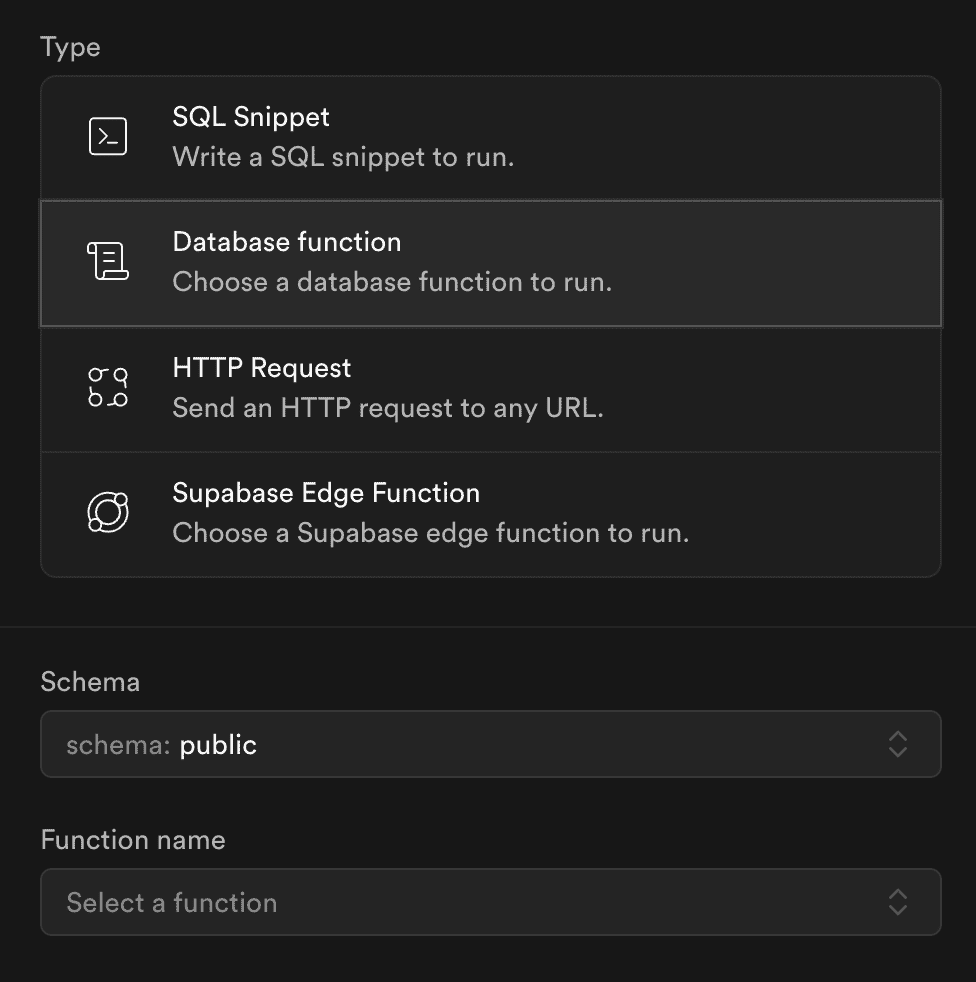 Type
SQL Snippet
Write a SQL snippet to run.
Database function
Choose a database function to run.
HTTP Request
Send an HTTP request to any URL.
Supabase Edge Function
Choose a Supabase edge function to run.
Schema
schema: public
Function name
Select a function